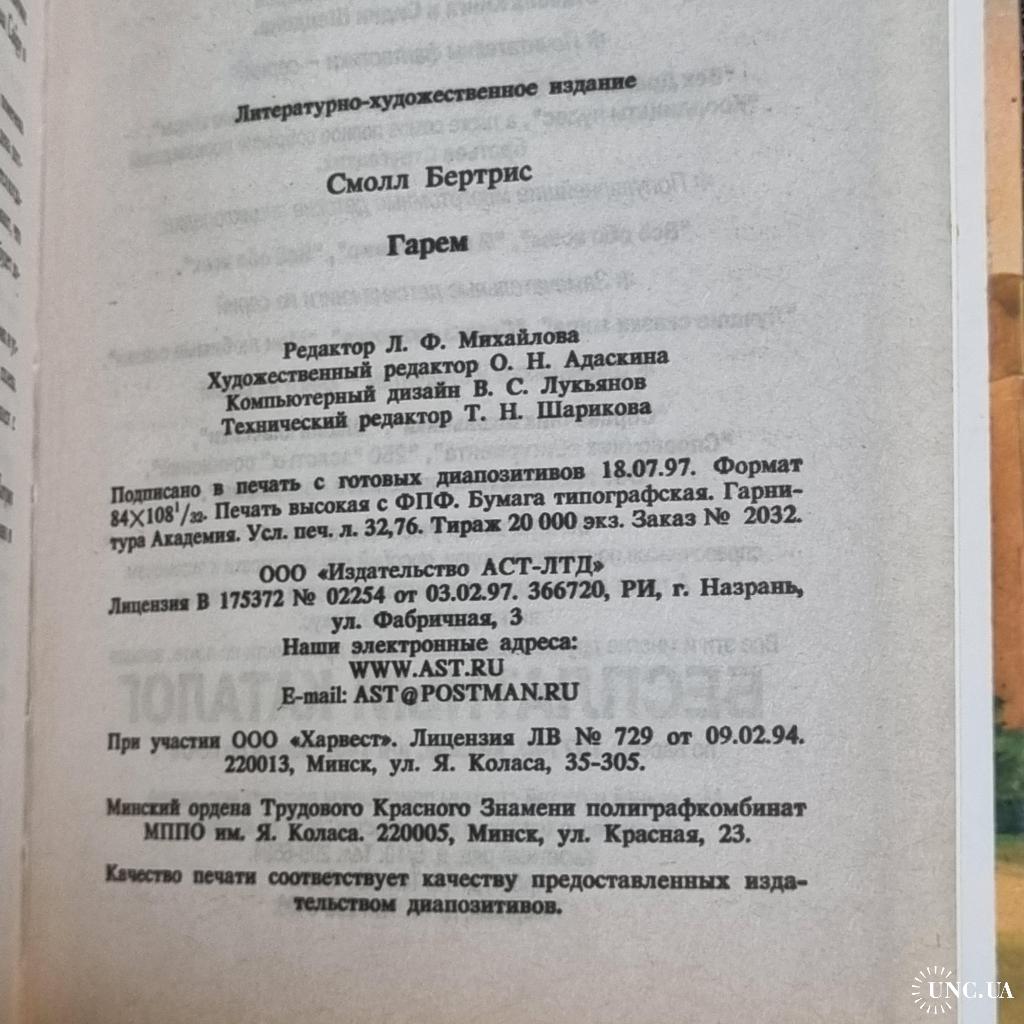 Литературно-художественное издание
Смолл Бертрис
Гарем
Редактор Л. Ф. Михайлова
Художественный редактор О. Н. Адаскина
Компьютерный дизайн В. С. Лукьянов
Технический редактор Т. Н. Шарикова
Подписано в печать с готовых диапозитивов 18.07.97. Формат
84×108¹/₃₂. Печать высокая с ФПФ. Бумага типографская. Гарни-
тура Академия. Усл. печ. л. 32,76. Тираж 20 000 экз. Заказ № 2032.
ООО «Издательство АСТ-ЛТД»
Лицензия В 175372 № 02254 от 03.02.97. 366720, РИ, г. Назрань,
ул. Фабричная, 3
Наши электронные адреса:
WWW.AST.RU
E-mail: AST@POSTMAN.RU
При участии ООО «Харвест». Лицензия ЛВ № 729 от 09.02.94.
220013, Минск, ул. Я. Коласа, 35-305.
Минский ордена Трудового Красного Знамени полиграфкомбинат
МППО им. Я. Коласа. 220005, Минск, ул. Красная, 23.
Качество печати соответствует качеству предоставленных изда-
тельством диапозитивов.
UNC.UA